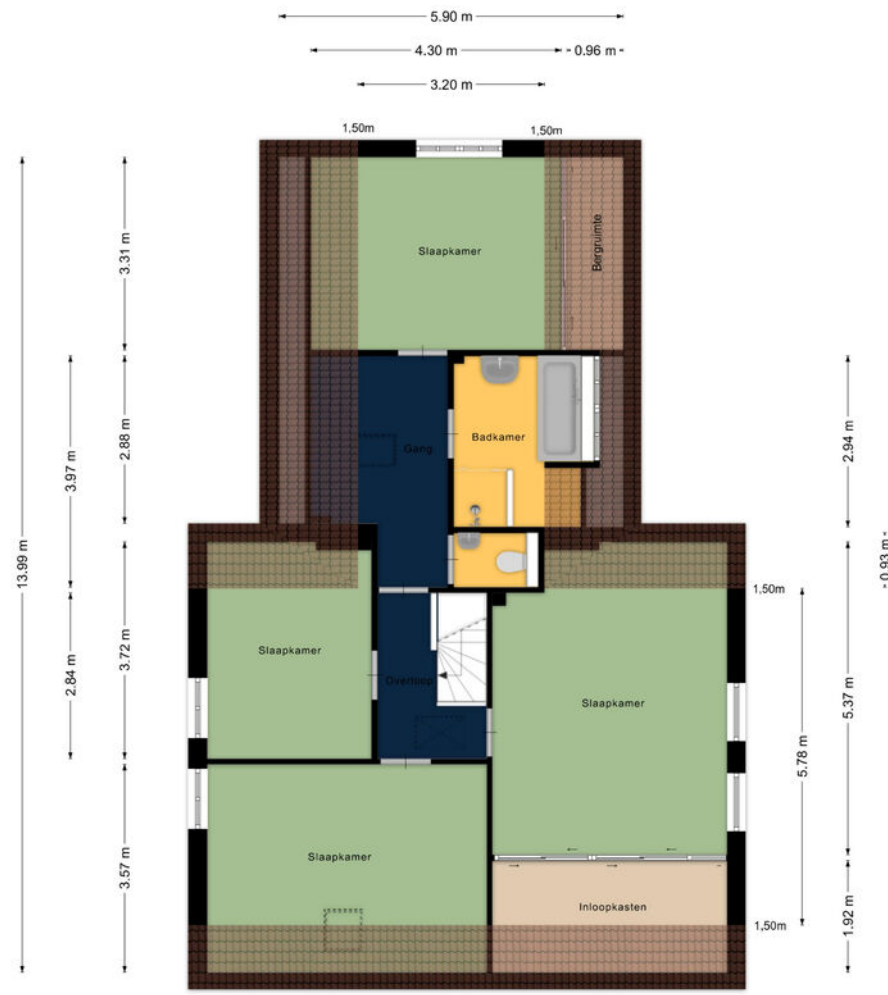 5.90 m
4.30 m
0.96 m
3.20 m
1,50m
1,50m
Slaapkamer
Bergruimte
3.31 m
13.99 m
3.97 m
2.88 m
Gang
Badkamer
2.94 m
0.93 m
1,50m
2.84 m
3.72 m
Slaapkamer
Overloop
Slaapkamer
5.78 m
5.37 m
3.57 m
Slaapkamer
Inloopkasten
1,50m
1.92 m